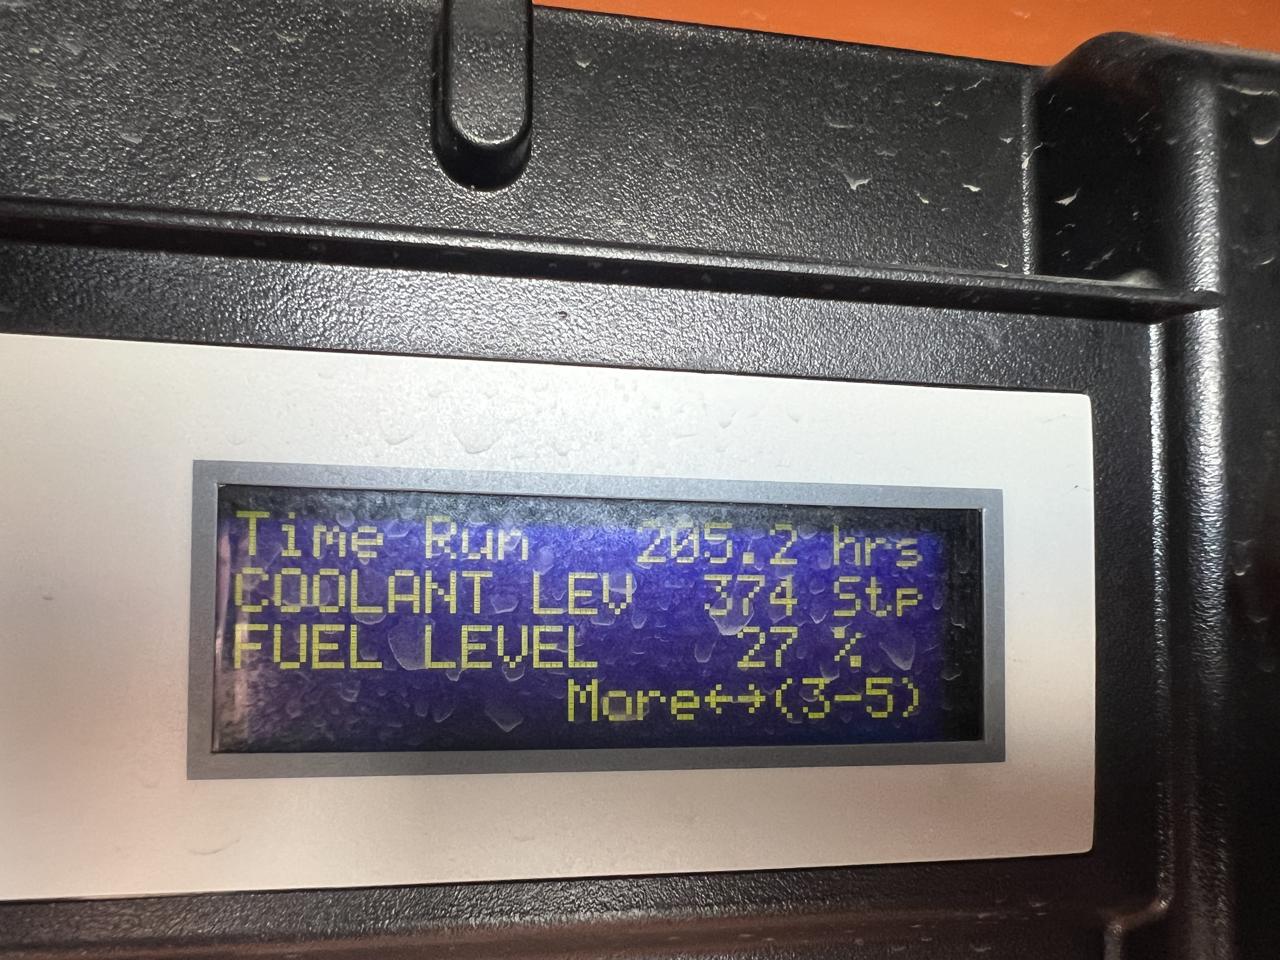 Time Run 205.2 hrs
COOLANT LEV 374 Stp
FUEL LEVEL 27 %
More←→(3-5)